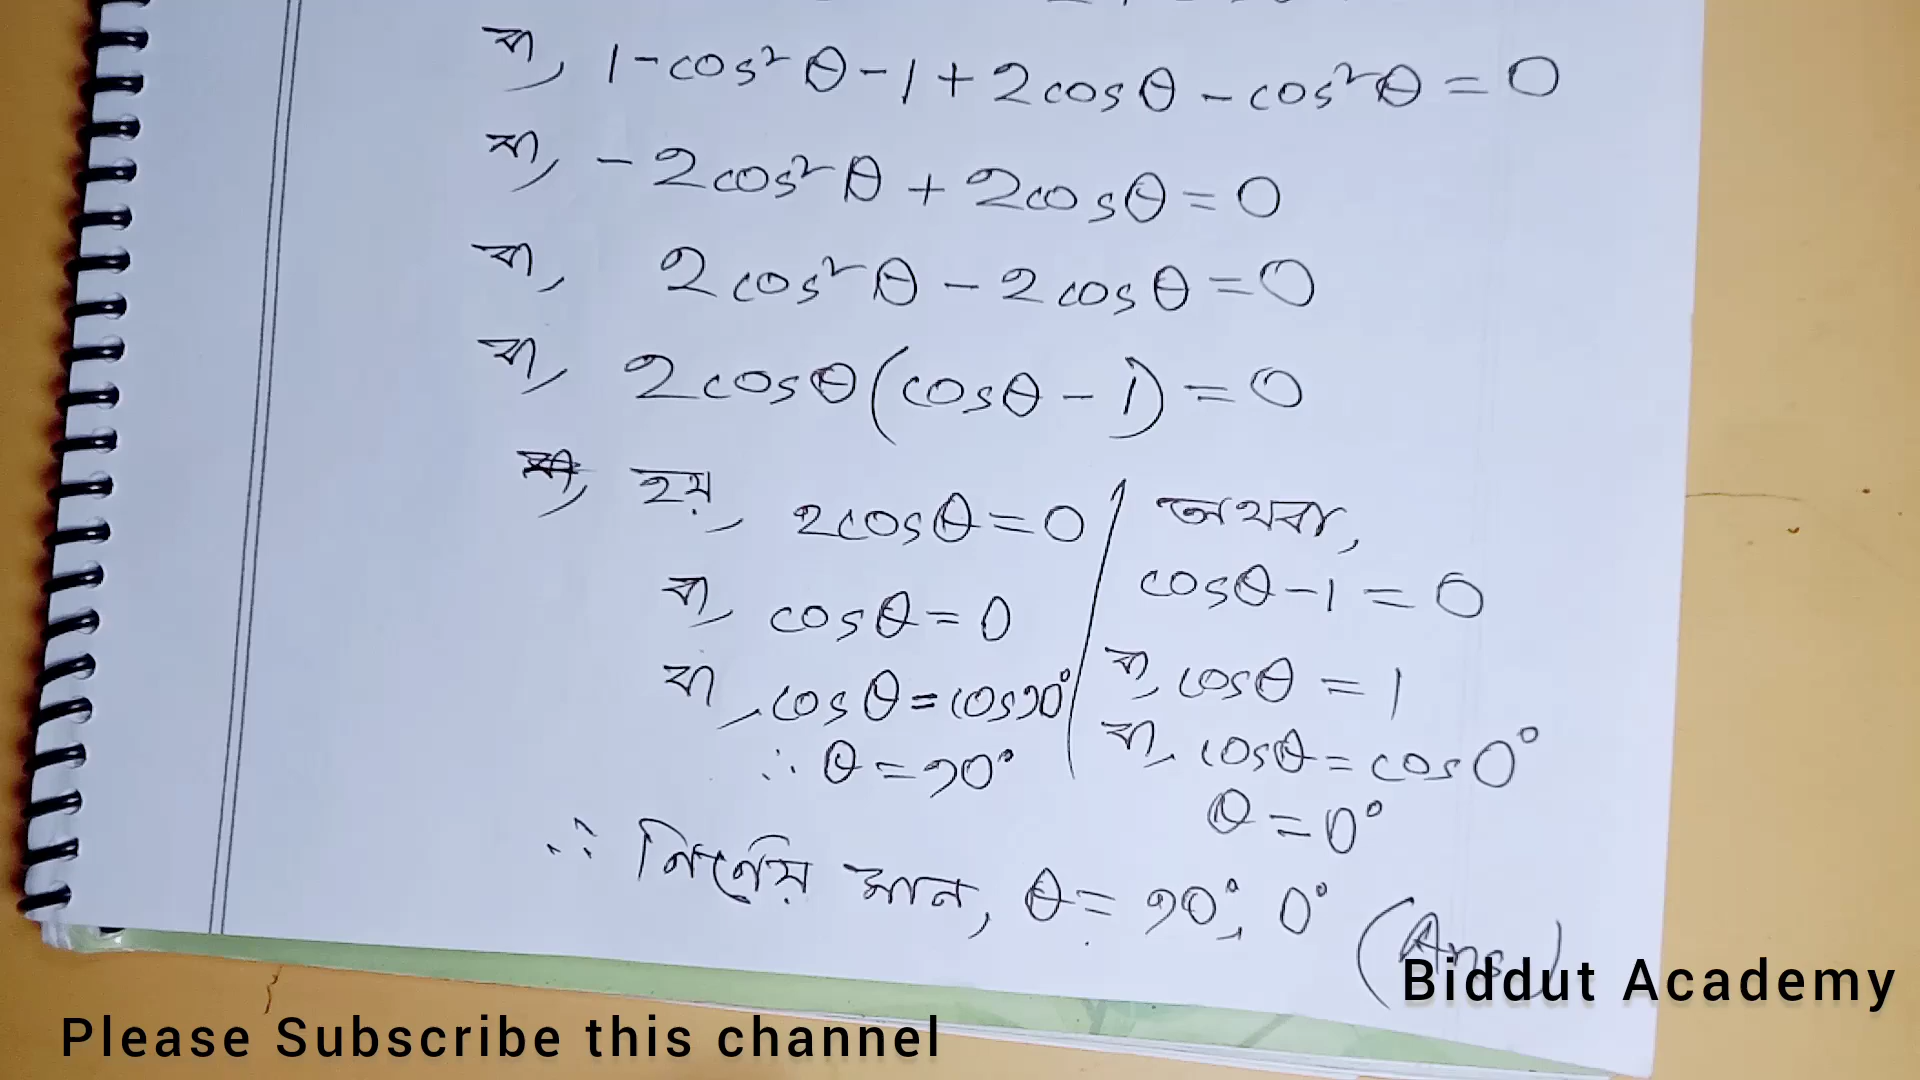 বা, 1-cos²θ-1+2cosθ-cos²θ=0
বা, -2cos²θ+2cosθ=0
বা, 2cos²θ-2cosθ=0
বা, 2cosθ(cosθ-1)=0
হয়, 2cosθ=0
বা, cosθ=0
বা, cosθ=cos90°
∴ θ=90°
অথবা,
cosθ-1=0
বা, cosθ=1
বা, cosθ=cos0°
θ=0°
∴ নির্ণেয় মান, θ=90°, 0° (Ans)
Biddut Academy
Please Subscribe this channel